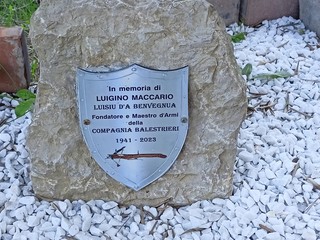 In memoria di
LUIGINO MACCARIO
LUISIU D'A BENVEGNUA
Fondatore e Maestro d'Armi
della
COMPAGNIA BALESTRIERI
1941 - 2023